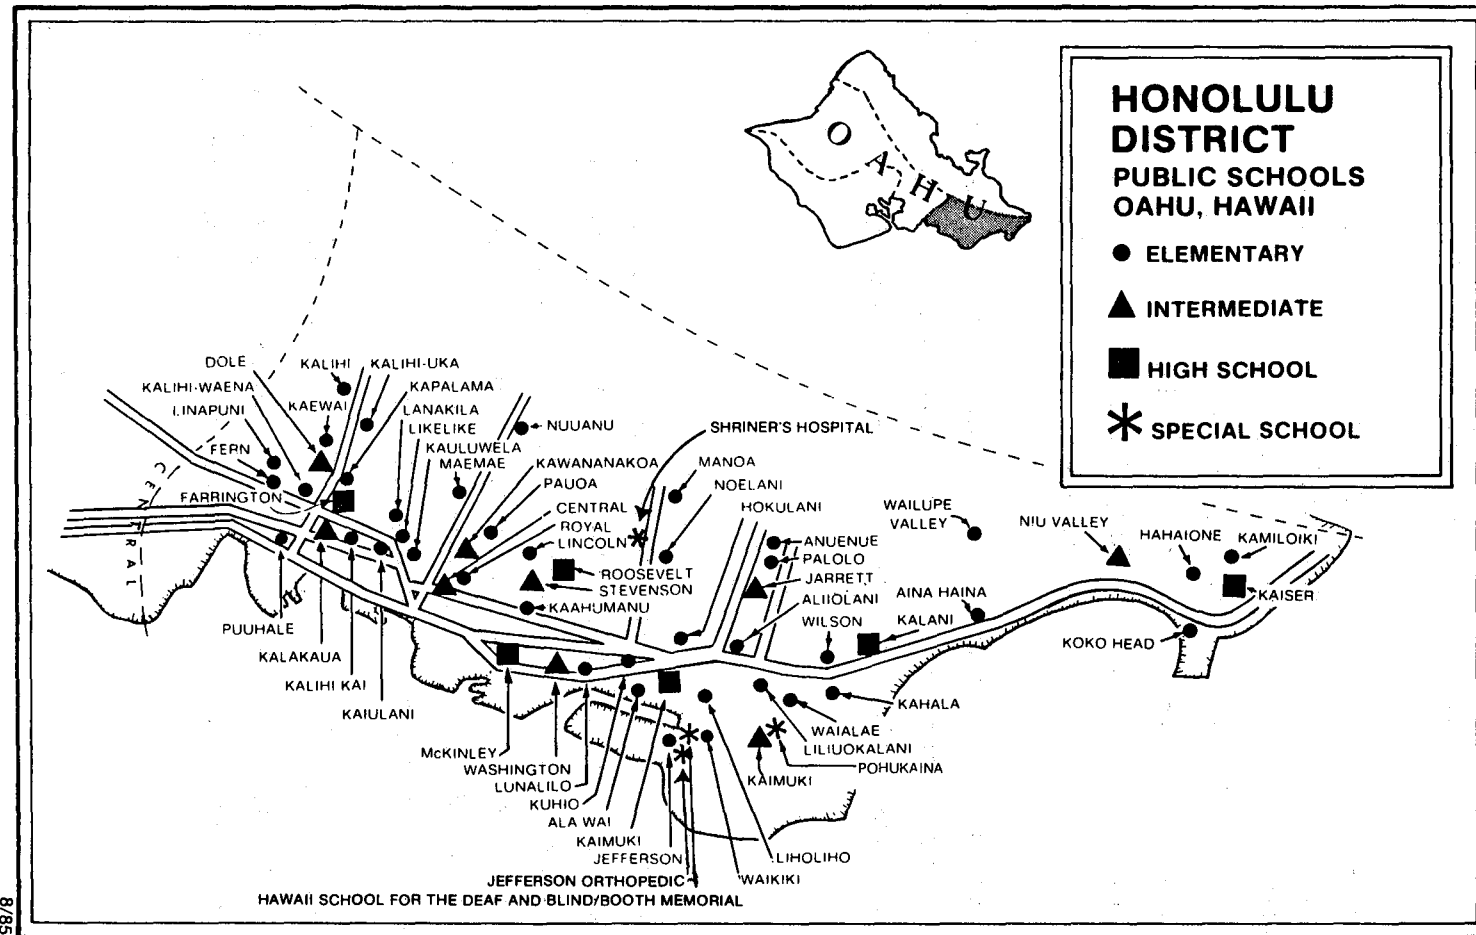 HONOLULU
DISTRICT
PUBLIC SCHOOLS
OAHU, HAWAII
ELEMENTARY
INTERMEDIATE
HIGH SCHOOL
SPECIAL SCHOOL
OAHU
DOLE
KALIHI
KALIHI-UKA
KALIHI-WAENA
KAPALAMA
LINAPUNI
KAEWAI
LANAKILA
LIKELIKE
FERN
KAULUWELA
MAEMAE
NUUANU
SHRINER'S HOSPITAL
KAWANANAKOA
MANOA
PAUOA
NOELANI
FARRINGTON
CENTRAL
ROYAL
LINCOLN
HOKULANI
WAILUPE
VALLEY
NIU VALLEY
HAHAIONE
KAMILOIKI
CENTRAL
ANUENUE
PALOLO
JARRETT
ALIIOLANI
ROOSEVELT
STEVENSON
KAAHUMANU
AINA HAINA
WILSON
KALANI
KAISER
KOKO HEAD
PUUHALE
KALAKAUA
KALIHI KAI
KAIULANI
KAHALA
WAIALAE
LILIUOKALANI
POHUKAINA
KAIMUKI
McKINLEY
WASHINGTON
LUNALILO
KUHIO
ALA WAI
KAIMUKI
JEFFERSON
LIHOLIHO
WAIKIKI
JEFFERSON ORTHOPEDIC
HAWAII SCHOOL FOR THE DEAF AND BLIND/BOOTH MEMORIAL
8/85